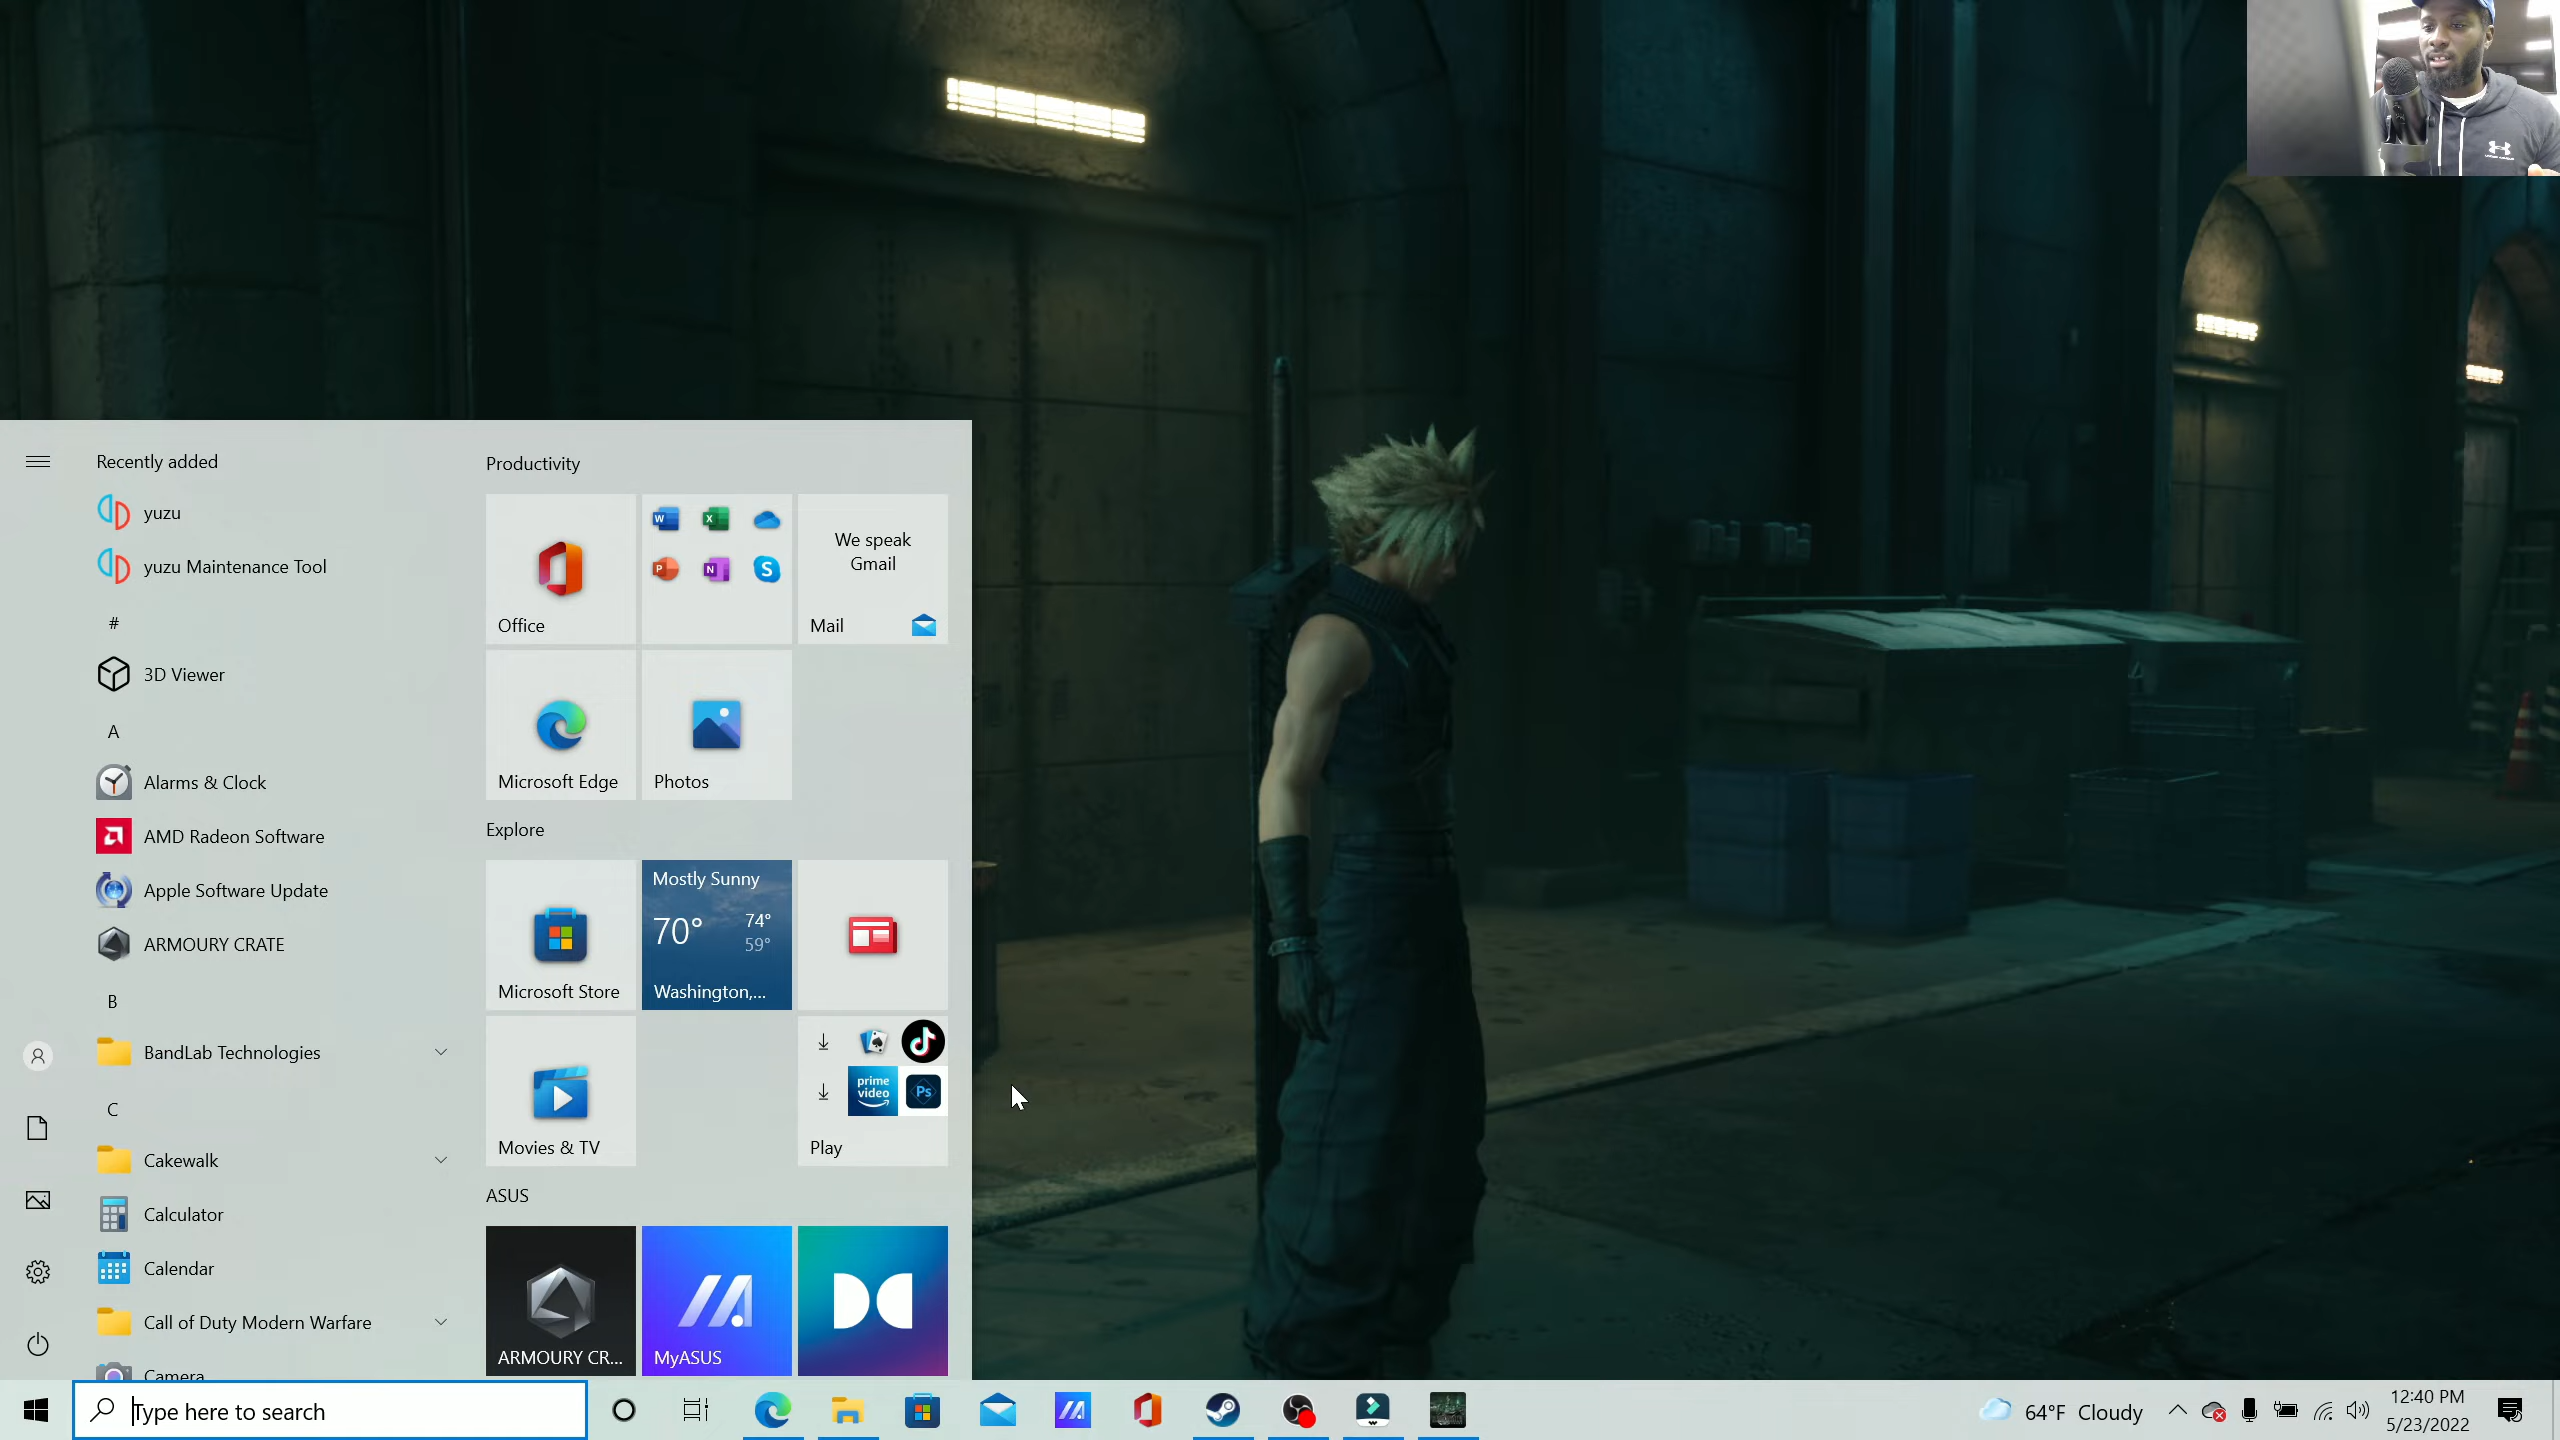 Recently added
yuzu
yuzu Maintenance Tool
#
3D Viewer
A
Alarms & Clock
AMD Radeon Software
Apple Software Update
ARMOURY CRATE
B
BandLab Technologies
C
Cakewalk
Calculator
Calendar
Call of Duty Modern Warfare
Camera
Productivity
Office
We speak
Gmail
Mail
Microsoft Edge
Photos
Explore
Microsoft Store
Mostly Sunny
70°
74°
59°
Washington,...
Movies & TV
prime
video
Ps
Play
ASUS
ARMOURY CR...
MyASUS
Type here to search
64°F Cloudy
12:40 PM
5/23/2022